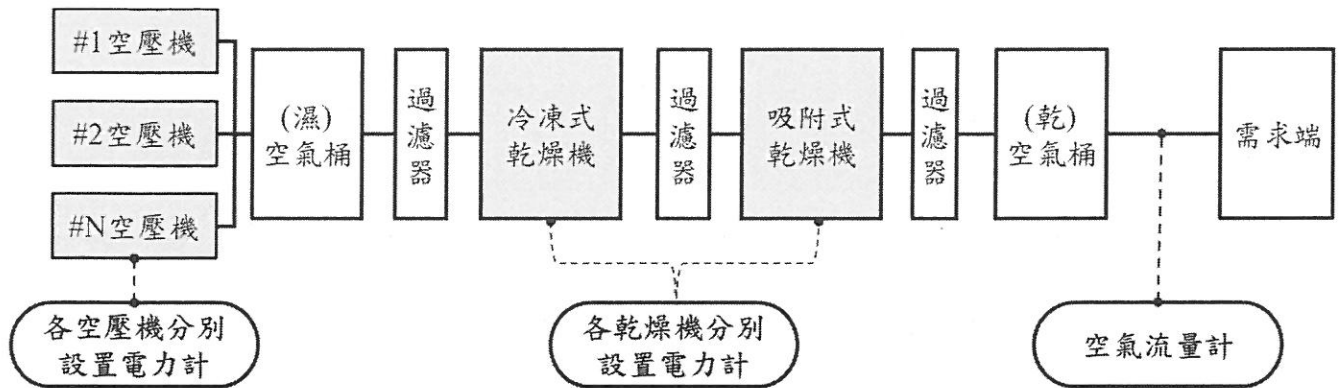 #1空壓機
#2空壓機
#N空壓機
(濕)
空氣桶
過
濾
器
冷凍式
乾燥機
過
濾
器
吸附式
乾燥機
過
濾
器
(乾)
空氣桶
需求端
各空壓機分別
設置電力計
各乾燥機分別
設置電力計
空氣流量計